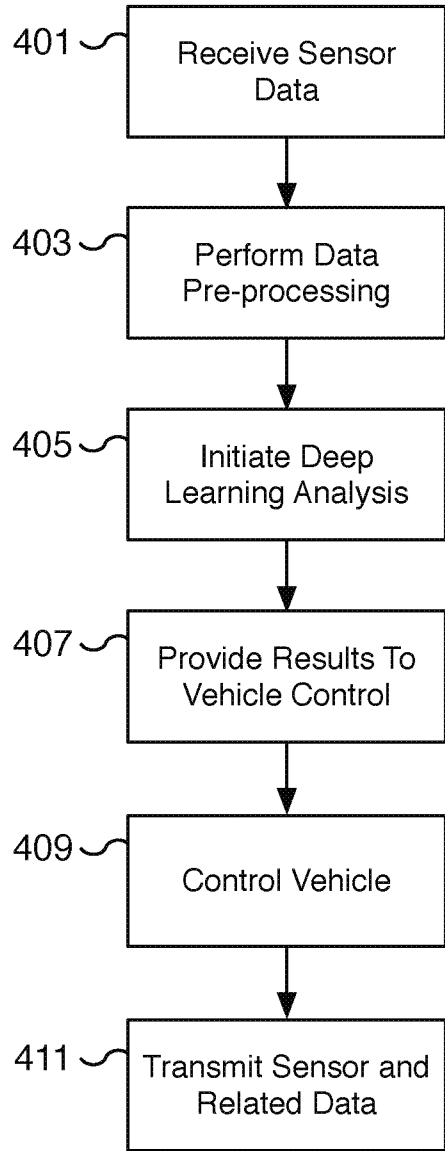 401
Receive Sensor
Data
403
Perform Data
Pre-processing
405
Initiate Deep
Learning Analysis
407
Provide Results To
Vehicle Control
409
Control Vehicle
411
Transmit Sensor and
Related Data